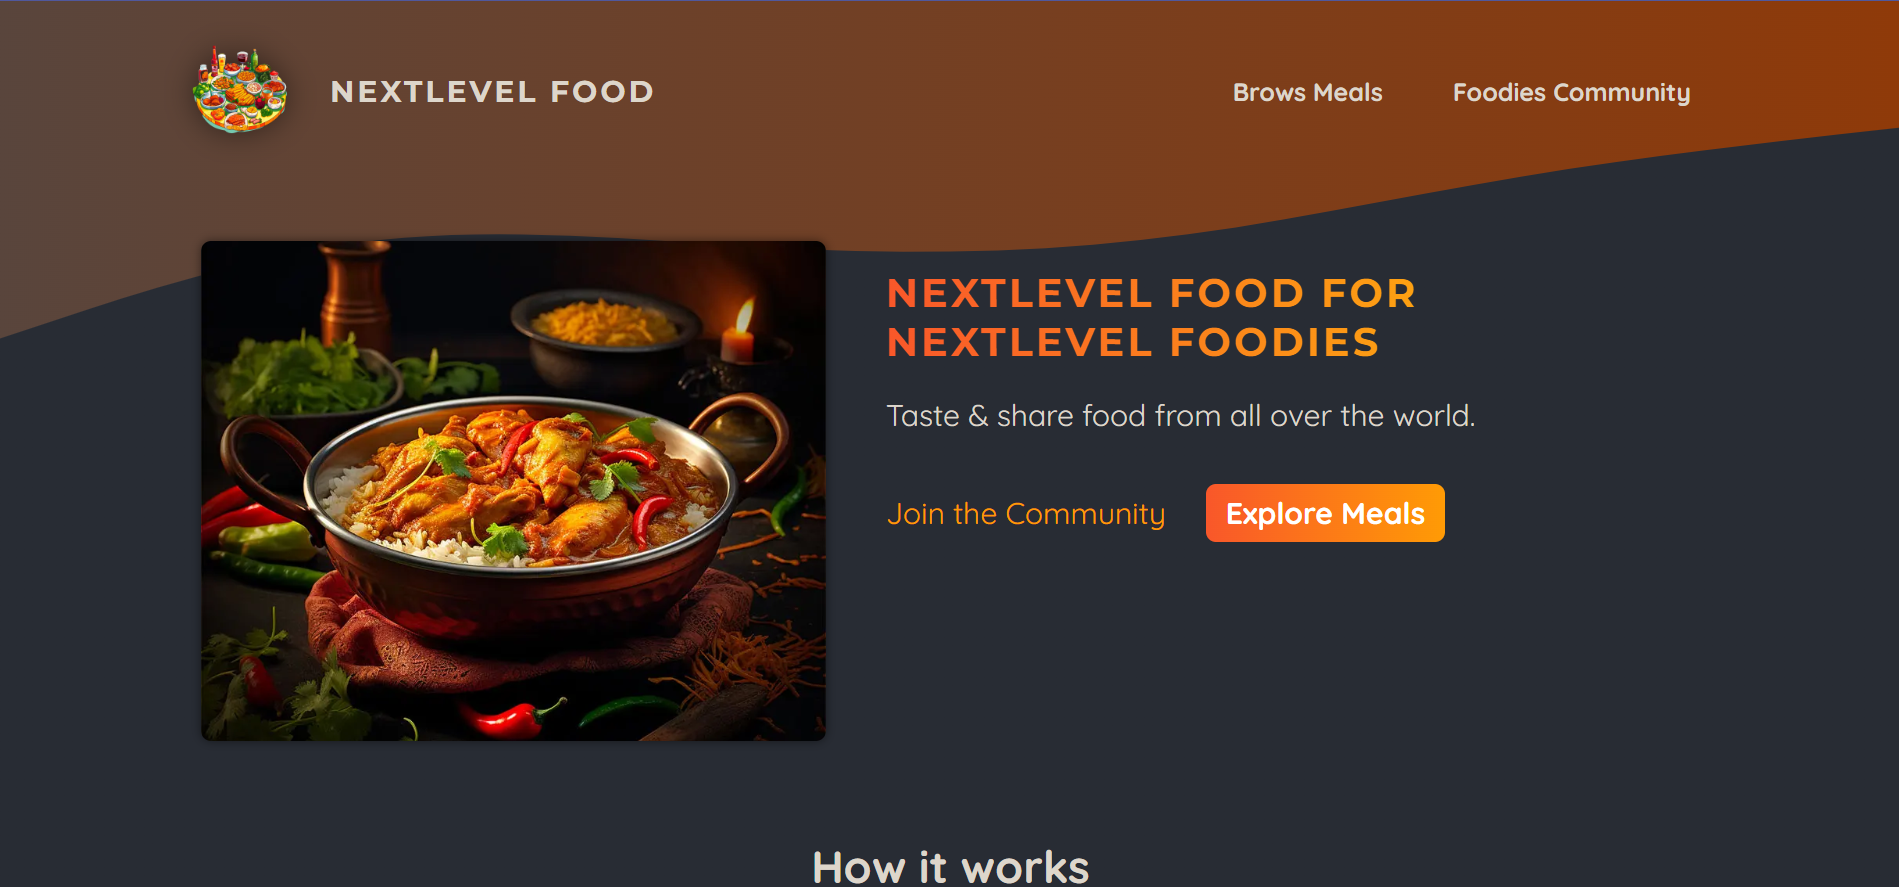 NEXTLEVEL FOOD
Brows Meals
Foodies Community
NEXTLEVEL FOOD FOR
NEXTLEVEL FOODIES
Taste & share food from all over the world.
Join the Community
Explore Meals
How it works